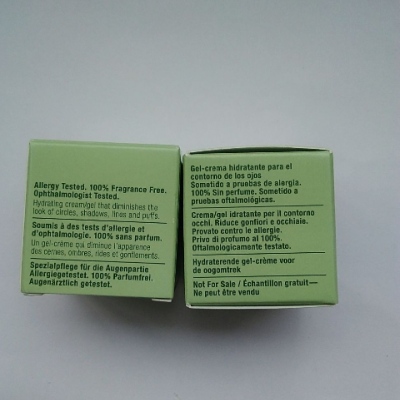 Allergy Tested. 100% Fragrance Free.
Ophthalmologist Tested.
Hydrating cream/gel that diminishes the
look of circles, shadows, lines and puffs.
Soumis à des tests d'allergie et
d'ophtalmologie. 100% sans parfum.
Un gel-crème qui diminue l'apparence
des cernes, ombres, rides et gonflements.
Spezialpflege für die Augenpartie
Allergiegetestet. 100% Parfumfrei.
Augenärztlich getestet.
Gel-crema hidratante para el
contorno de los ojos
Sometido a pruebas de alergia.
100% Sin perfume. Sometido a
pruebas oftalmológicas.
Crema/gel idratante per il contorno
occhi. Riduce gonfiori e occhiaie.
Provato contro le allergie.
Privo di profumo al 100%.
Oftalmologicamente testato.
Hydraterende gel-crème voor
de oogomtrek
Not For Sale / Échantillon gratuit—
Ne peut être vendu